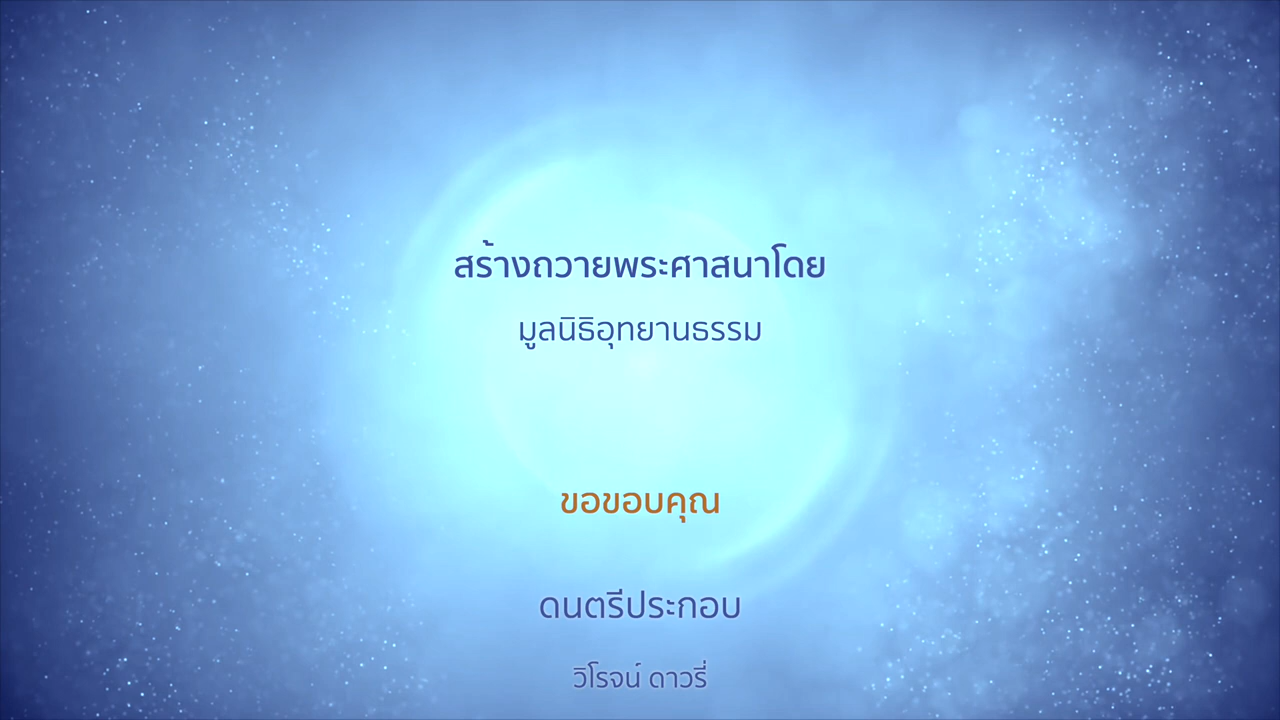 สร้างถวายพระศาสนาโดย
มูลนิธิอุทยานธรรม
ขอขอบคุณ
ดนตรีประกอบ
วิโรจน์ ดาวรี่